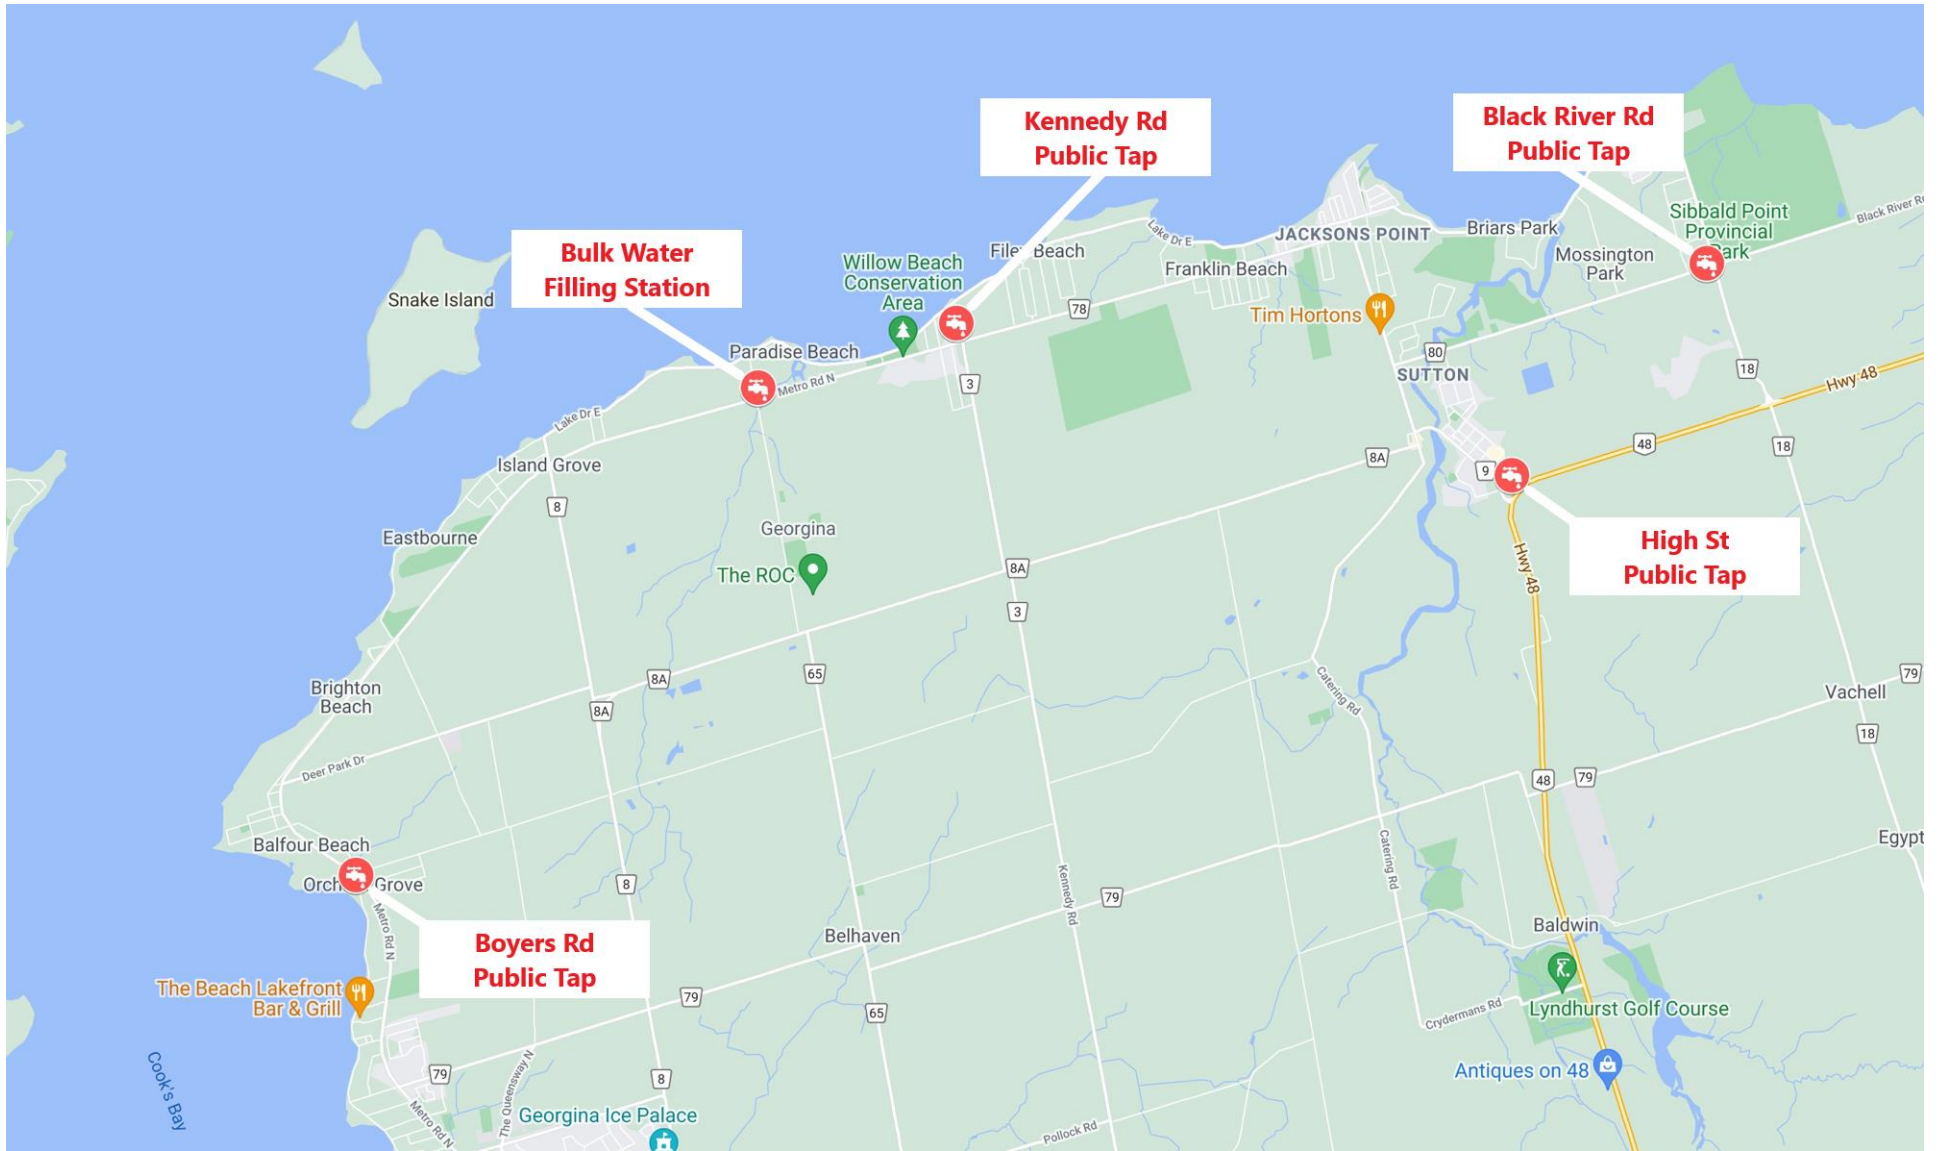 Kennedy Rd
Public Tap
Black River Rd
Public Tap
Bulk Water
Filling Station
Snake Island
Willow Beach
Conservation
Area
Filey Beach
Lake Dr E
JACKSONS POINT
Briars Park
Franklin Beach
Mossington
Park
Sibbald Point
Provincial
Park
Black River Rd
Tim Hortons
78
Paradise Beach
Metro Rd N
3
80
SUTTON
18
Hwy 48
Lake Dr E
Island Grove
8
8A
9
48
18
High St
Public Tap
Eastbourne
Georgina
The ROC
8A
3
Hwy 48
Brighton
Beach
8A
8A
65
Catering Rd
Vachell
79
18
Deer Park Dr
48
79
Balfour Beach
Orch Grove
8
Kennedy Rd
79
Catering Rd
Egypt
Metro Rd N
Boyers Rd
Public Tap
Belhaven
Baldwin
The Beach Lakefront
Bar & Grill
79
65
Crydermans Rd
Lyndhurst Golf Course
Cook's Bay
79
The Queensway N
8
Antiques on 48
Metro Rd N
Georgina Ice Palace
Pollock Rd